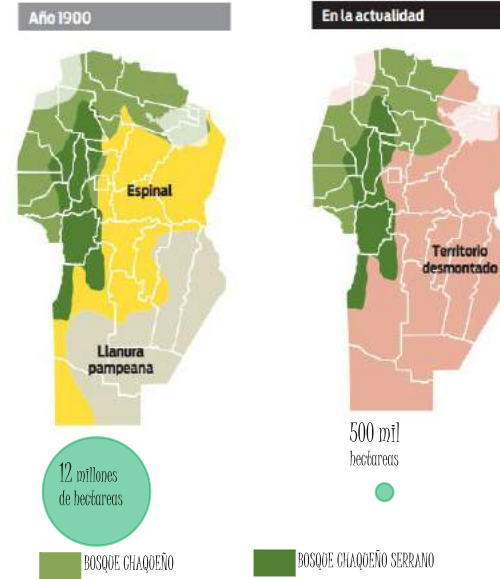 Año 1900
En la actualidad
Espinal
Llanura
pampeana
Territorio
desmontado
12 millones
de hectareas
500 mil
hectareas
BOSQUE CHAQUEÑO
BOSQUE CHAQUEÑO SERRANO